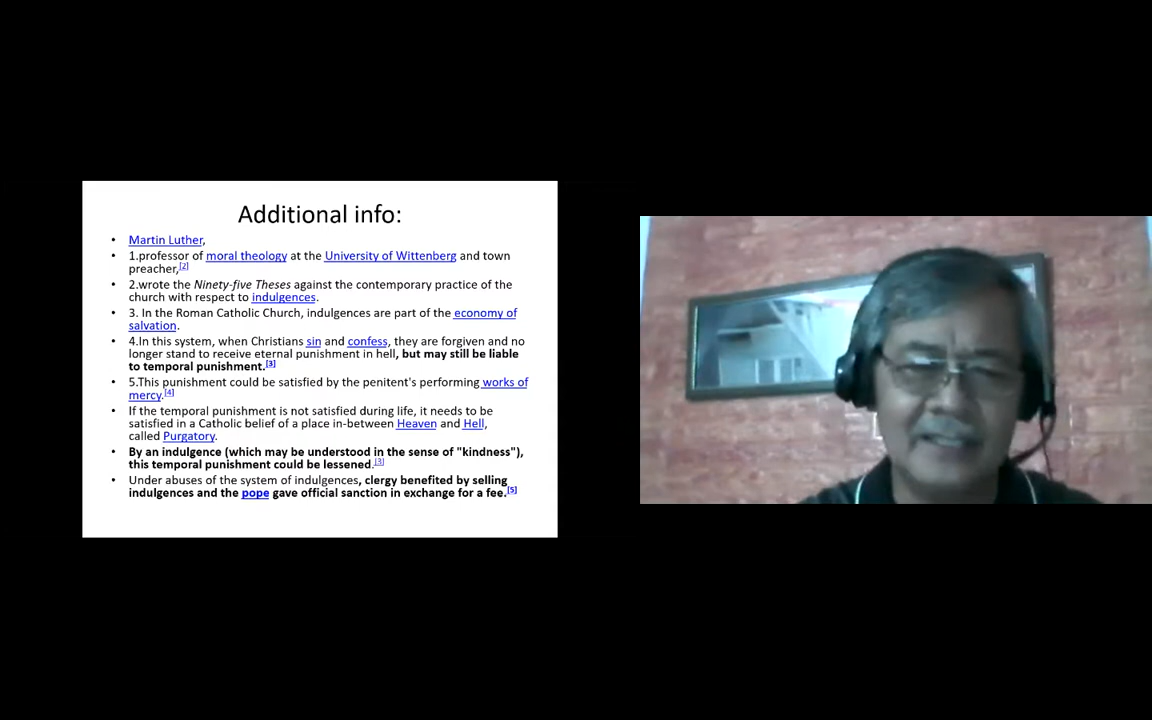 Additional info:
• Martin Luther,
• 1.professor of moral theology at the University of Wittenberg and town
preacher,[2]
• 2.wrote the Ninety-five Theses against the contemporary practice of the
church with respect to indulgences.
• 3. In the Roman Catholic Church, indulgences are part of the economy of
salvation.
• 4.In this system, when Christians sin and confess, they are forgiven and no
longer stand to receive eternal punishment in hell, but may still be liable
to temporal punishment.[3]
• 5.This punishment could be satisfied by the penitent's performing works of
mercy.[4]
• If the temporal punishment is not satisfied during life, it needs to be
satisfied in a Catholic belief of a place in-between Heaven and Hell,
called Purgatory.
• By an indulgence (which may be understood in the sense of "kindness"),
this temporal punishment could be lessened.[3]
• Under abuses of the system of indulgences, clergy benefited by selling
indulgences and the pope gave official sanction in exchange for a fee.[5]